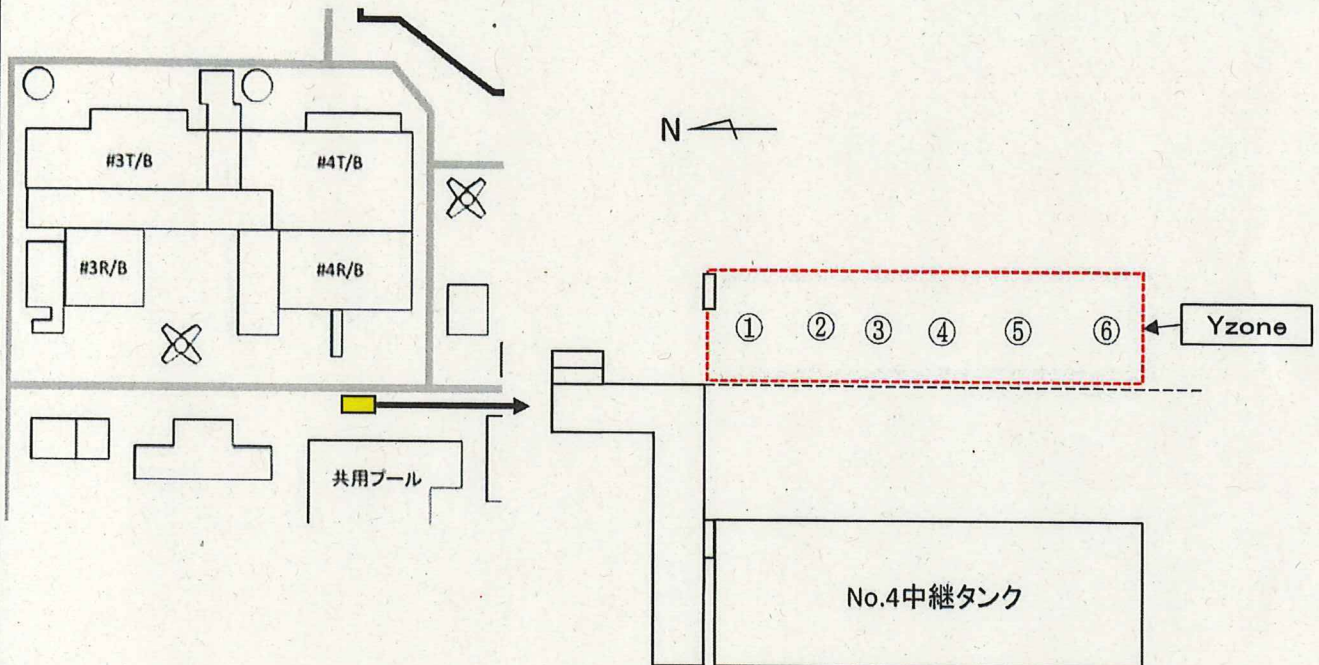 #3T/B
#4T/B
#3R/B
#4R/B
共用プール
N
① ② ③ ④ ⑤ ⑥
Yzone
No.4中継タンク